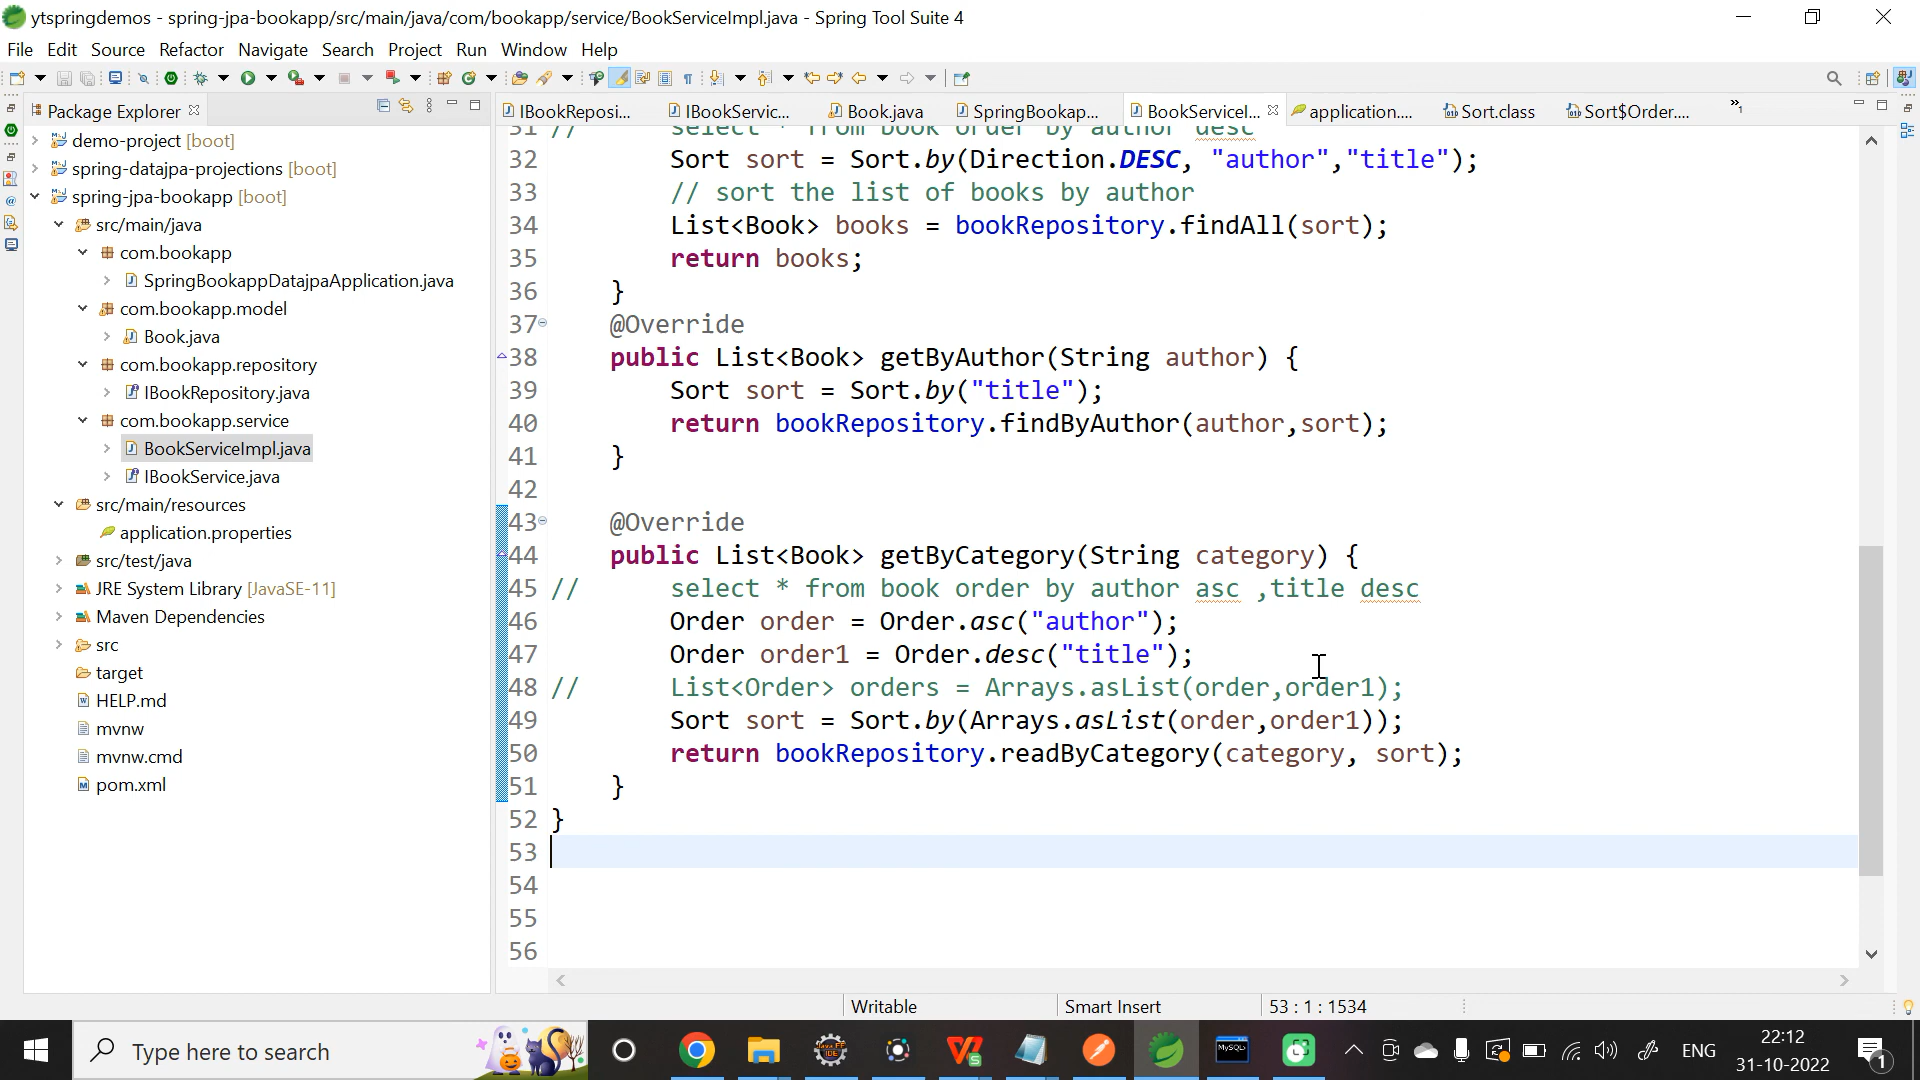 ytspringdemos - spring-jpa-bookapp/src/main/java/com/bookapp/service/BookServiceImpl.java - Spring Tool Suite 4
File Edit Source Refactor Navigate Search Project Run Window Help
Package Explorer
IBookReposi... IBookServic... Book.java SpringBookap... BookServiceI... application.... Sort.class Sort$Order.... »1
demo-project [boot]
spring-datajpa-projections [boot]
spring-jpa-bookapp [boot]
src/main/java
com.bookapp
SpringBookappDatajpaApplication.java
com.bookapp.model
Book.java
com.bookapp.repository
IBookRepository.java
com.bookapp.service
BookServiceImpl.java
IBookService.java
src/main/resources
application.properties
src/test/java
JRE System Library [JavaSE-11]
Maven Dependencies
src
target
HELP.md
mvnw
mvnw.cmd
pom.xml
31 // select * from book order by author desc
32 Sort sort = Sort.by(Direction.DESC, "author","title");
33 // sort the list of books by author
34 List<Book> books = bookRepository.findAll(sort);
35 return books;
36 }
37 @Override
38 public List<Book> getByAuthor(String author) {
39 Sort sort = Sort.by("title");
40 return bookRepository.findByAuthor(author,sort);
41 }
42
43 @Override
44 public List<Book> getByCategory(String category) {
45 // select * from book order by author asc ,title desc
46 Order order = Order.asc("author");
47 Order order1 = Order.desc("title");
48 // List<Order> orders = Arrays.asList(order,order1);
49 Sort sort = Sort.by(Arrays.asList(order,order1));
50 return bookRepository.readByCategory(category, sort);
51 }
52 }
53
54
55
56
Writable Smart Insert 53 : 1 : 1534
Type here to search
MySQL
ENG
22:12
31-10-2022
1